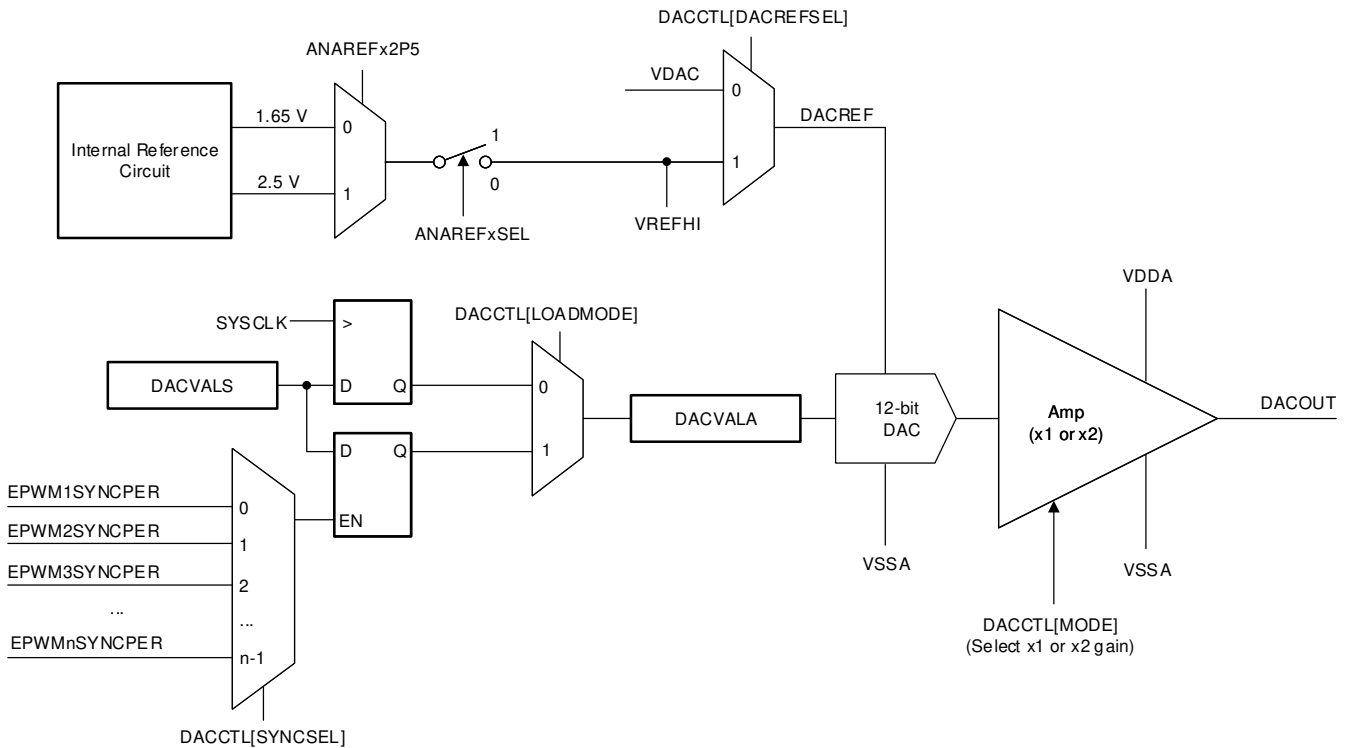 DACCTL[DACREFSEL]
ANAREFx2P5
VDAC
0
1.65 V
0
DACREF
Internal Reference
Circuit
1
1
2.5 V
1
0
ANAREFxSEL
VREFHI
VDDA
SYSCLK
>
DACCTL[LOADMODE]
DACVALS
D
Q
0
12-bit
DAC
Amp
(x1 or x2)
DACOUT
DACVALA
D
Q
1
EPWM1SYNCPER
0
EN
EPWM2SYNCPER
1
EPWM3SYNCPER
2
VSSA
VSSA
...
...
EPWMnSYNCPER
n-1
DACCTL[MODE]
(Select x1 or x2 gain)
DACCTL[SYNCSEL]